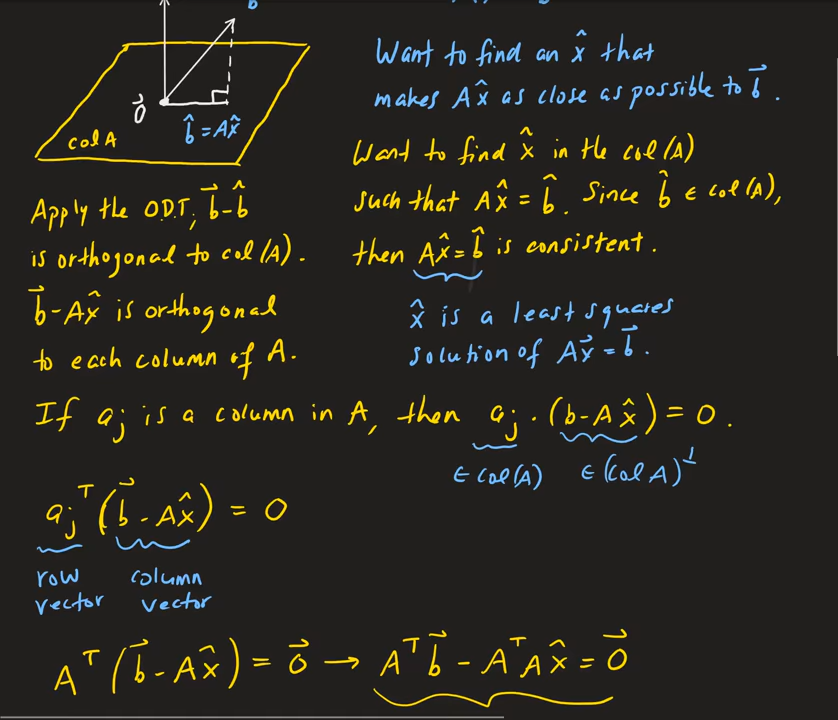 b
Want to find an x̂ that
makes Ax̂ as close as possible to b⃗.
0⃗
b̂ = Ax̂
col A
Want to find x̂ in the col(A)
such that Ax̂ = b̂. Since b̂ ∈ col(A),
then Ax̂ = b̂ is consistent.
x̂ is a least squares
solution of Ax⃗ = b⃗.
Apply the O.D.T, b⃗ - b̂
is orthogonal to col(A).
b⃗ - Ax̂ is orthogonal
to each column of A.
If aⱼ is a column in A, then aⱼ · (b - Ax̂) = 0.
∈ col(A) ∈ (col A)^⊥
aⱼᵀ(b⃗ - Ax̂) = 0
row column
vector vector
Aᵀ(b⃗ - Ax̂) = 0⃗ → Aᵀb⃗ - AᵀAx̂ = 0⃗